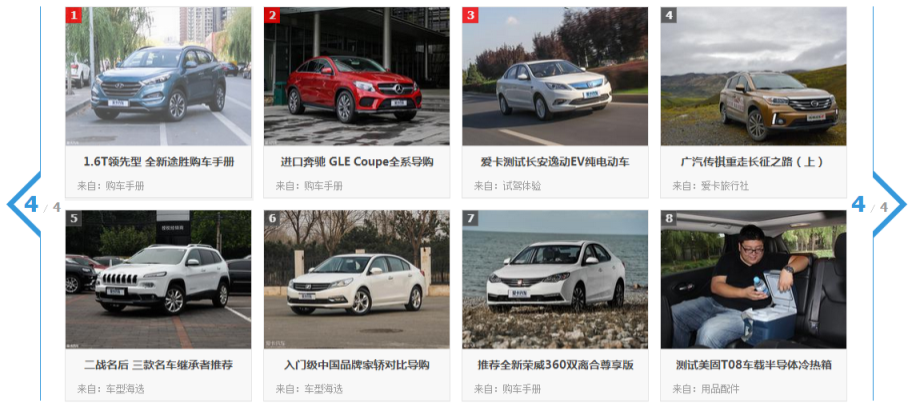 1
2
3
4
1.6T领先型 全新途胜购车手册
进口奔驰 GLE Coupe全系导购
爱卡测试长安逸动EV纯电动车
广汽传祺重走长征之路（上）
来自：购车手册
来自：购车手册
来自：试驾体验
来自：爱卡旅行社
4 / 4
4 / 4
5
6
7
8
二战名后 三款名车继承者推荐
入门级中国品牌家轿对比导购
推荐全新荣威360双离合尊享版
测试美固T08车载半导体冷热箱
来自：车型海选
来自：车型海选
来自：购车手册
来自：用品配件